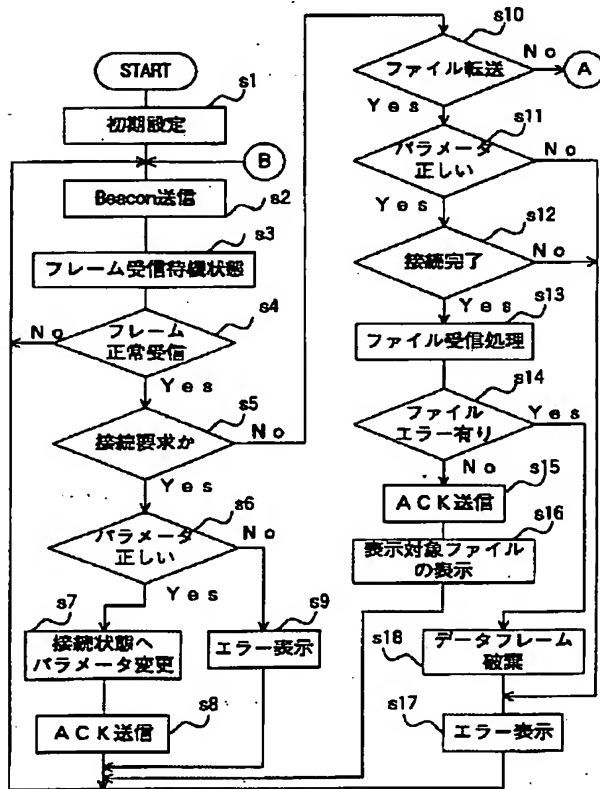 START
s1
初期設定
B
Beacon送信
s2
s3
フレーム受信待機状態
s4
No
フレーム
正常受信
Yes
s5
接続要求か
No
Yes
s6
パラメータ
正しい
No
Yes
s7
接続状態へ
パラメータ変更
s9
エラー表示
s8
ACK送信
s10
ファイル転送
No
A
Yes
s11
パラメータ
正しい
No
Yes
s12
接続完了
No
Yes
s13
ファイル受信処理
s14
ファイル
エラー有り
Yes
No
s15
ACK送信
s16
表示対象ファイル
の表示
s18
データフレーム
破棄
s17
エラー表示